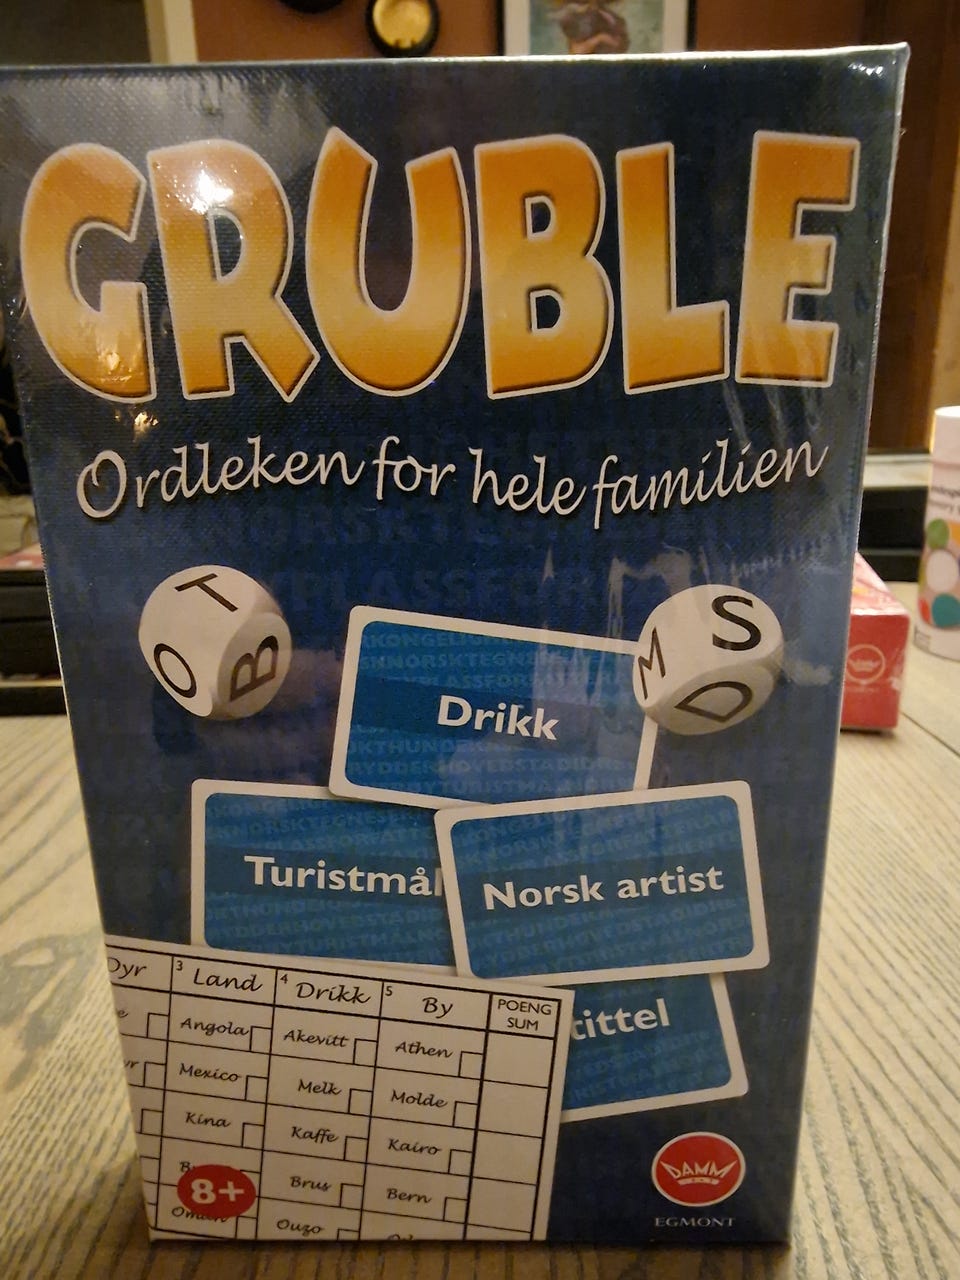 GRUBLE
Ordleken for hele familien
T
O
B
S
M
D
Drikk
Turistmål
Norsk artist
tittel
Dyr
3 Land
4 Drikk
5 By
POENG
SUM
Angola
Akevitt
Athen
Mexico
Melk
Molde
Kina
Kaffe
Kairo
Brus
Bern
Oman
Ouzo
8+
DAMM
EGMONT